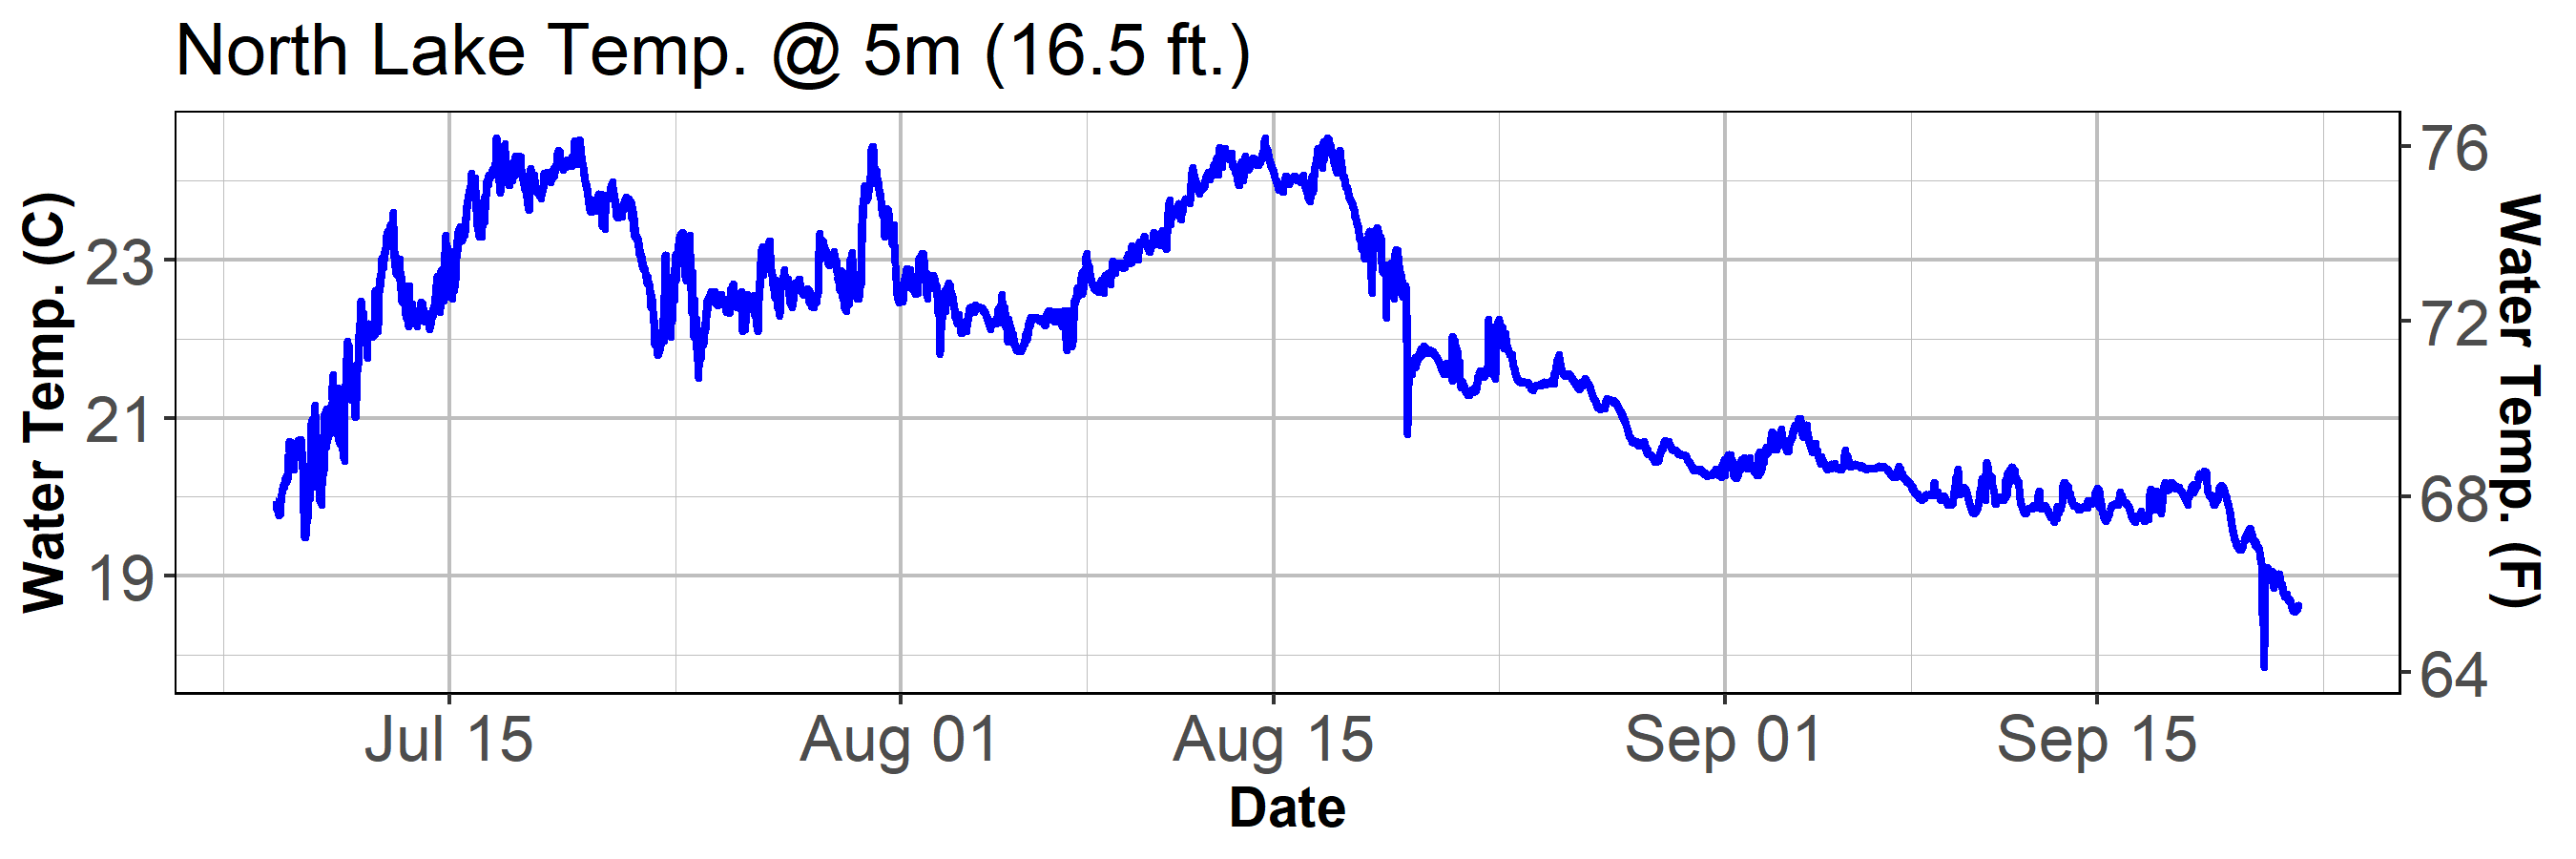 North Lake Temp. @ 5m (16.5 ft.)
Water Temp. (C)
23
21
19
76
72
68
64
Water Temp. (F)
Jul 15
Aug 01
Aug 15
Sep 01
Sep 15
Date